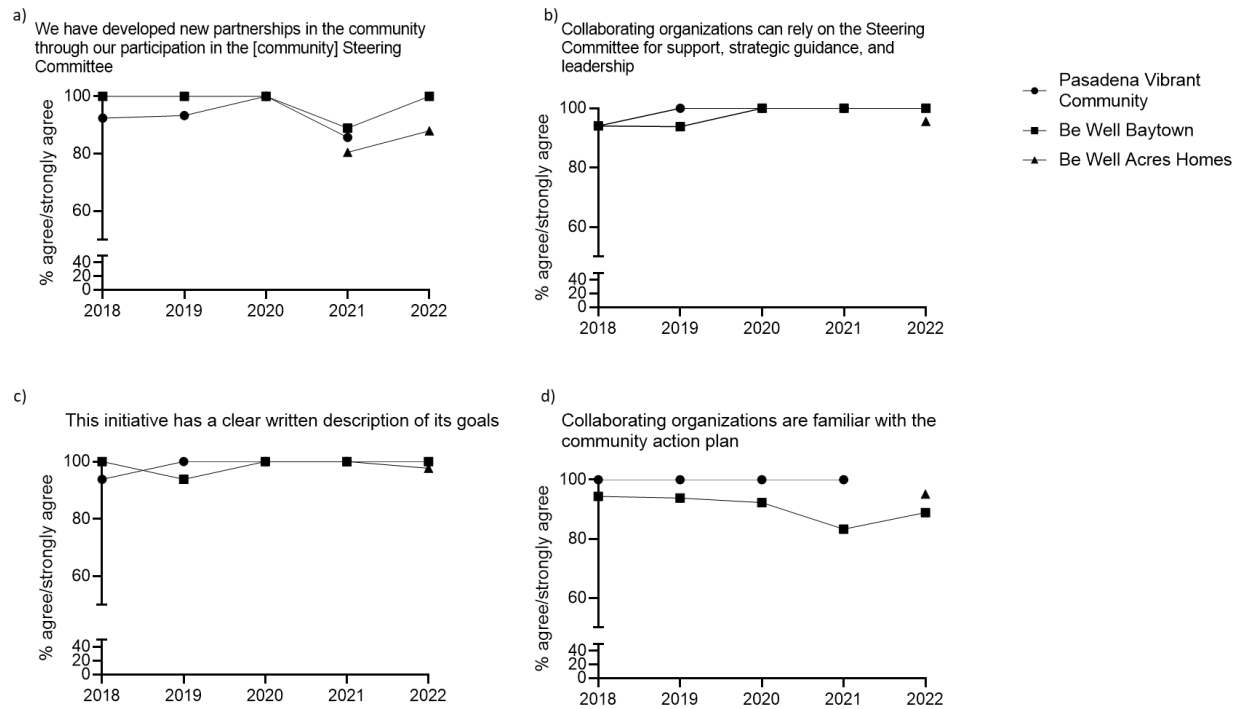 a)
We have developed new partnerships in the community
through our participation in the [community] Steering
Committee
% agree/strongly agree
100
80
60
40
20
0
2018 2019 2020 2021 2022
b)
Collaborating organizations can rely on the Steering
Committee for support, strategic guidance, and
leadership
% agree/strongly agree
100
80
60
40
20
0
2018 2019 2020 2021 2022
Pasadena Vibrant
Community
Be Well Baytown
Be Well Acres Homes
c)
This initiative has a clear written description of its goals
% agree/strongly agree
100
80
60
40
20
0
2018 2019 2020 2021 2022
d)
Collaborating organizations are familiar with the
community action plan
% agree/strongly agree
100
80
60
40
20
0
2018 2019 2020 2021 2022